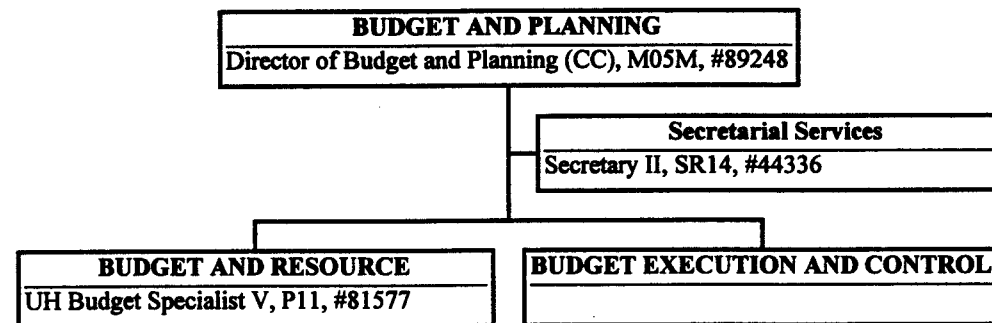 BUDGET AND PLANNING
Director of Budget and Planning (CC), M05M, #89248
Secretarial Services
Secretary II, SR14, #44336
BUDGET AND RESOURCE
UH Budget Specialist V, P11, #81577
BUDGET EXECUTION AND CONTROL